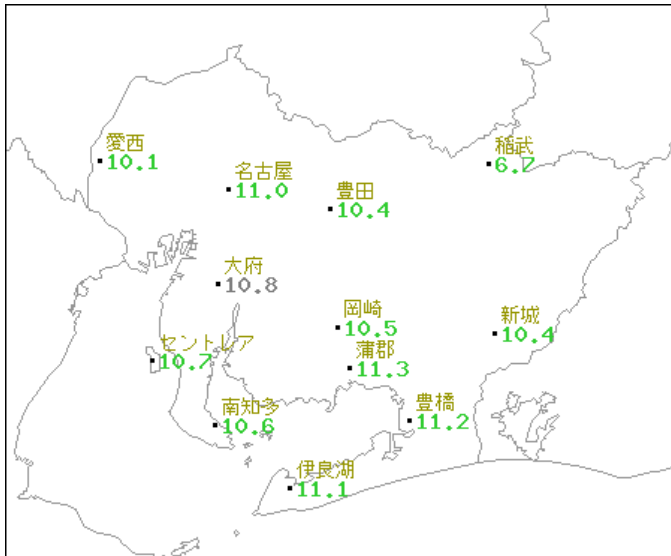 愛西
10.1
名古屋
11.0
豊田
10.4
稲武
6.7
大府
10.8
岡崎
10.5
新城
10.4
セントレア
10.7
蒲郡
11.3
南知多
10.6
豊橋
11.2
伊良湖
11.1